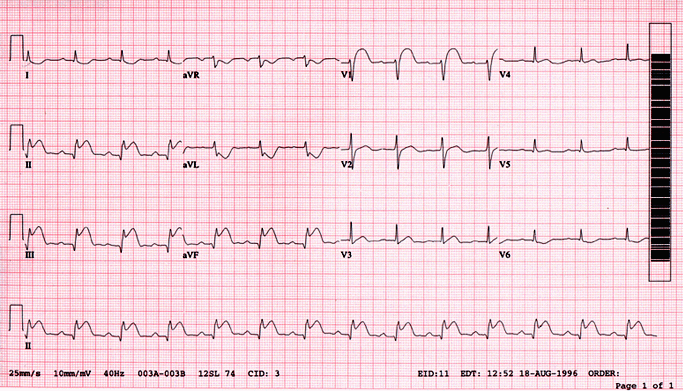 I aVR V1 V4
II aVL V2 V5
III aVF V3 V6
II
25mm/s 10mm/mV 40Hz 003A-003B 12SL 74 CID: 3 EID:11 EDT: 12:52 18-AUG-1996 ORDER:
Page 1 of 1